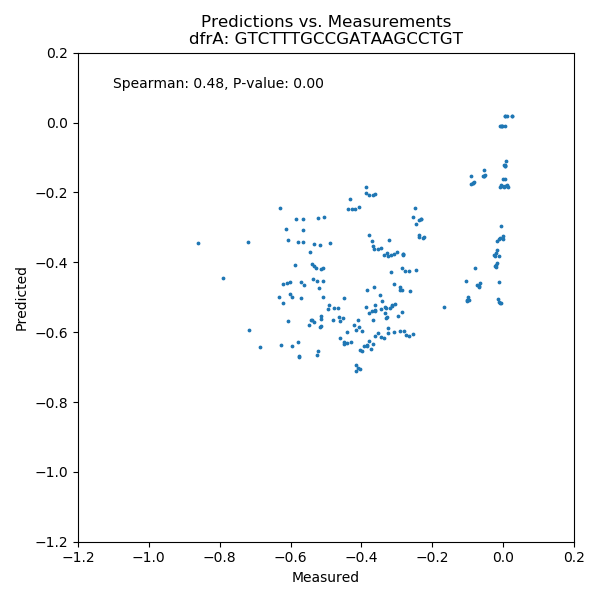 Predictions vs. Measurements
dfrA: GTCTTTGCCGATAAGCCTGT
Spearman: 0.48, P-value: 0.00
0.2
0.0
−0.2
−0.4
−0.6
−0.8
−1.0
−1.2
Predicted
−1.2 −1.0 −0.8 −0.6 −0.4 −0.2 0.0 0.2
Measured